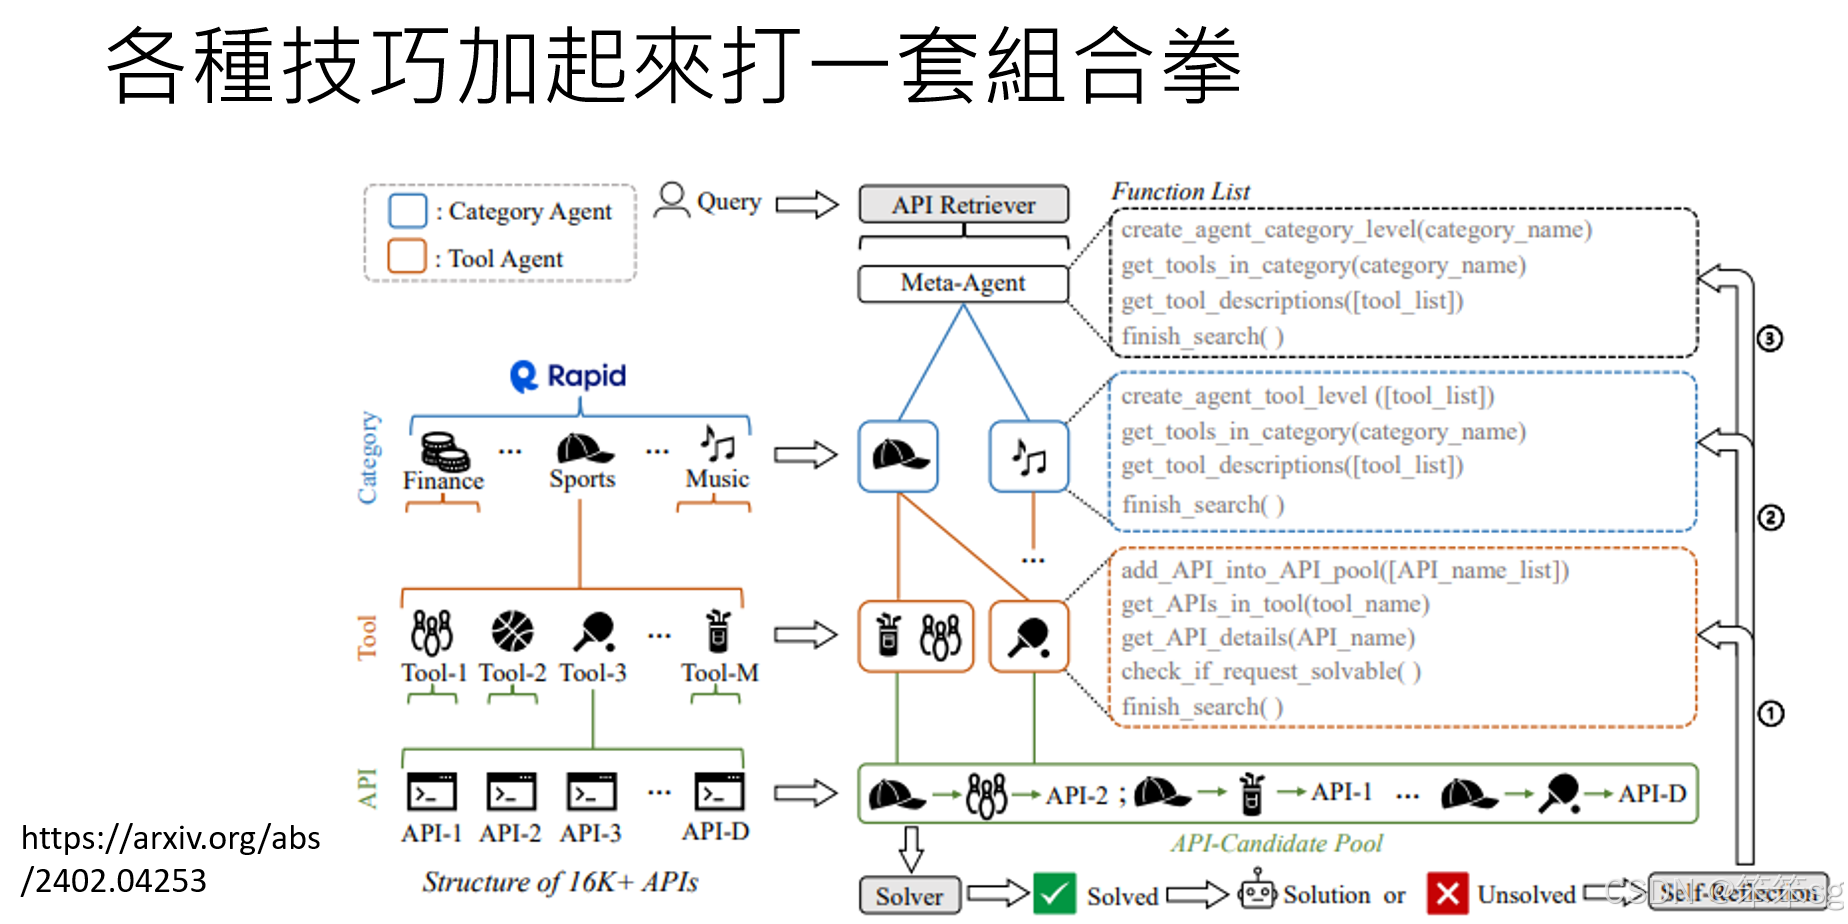 各種技巧加起來打一套組合拳
: Category Agent
: Tool Agent
Query
API Retriever
Meta-Agent
Function List
create_agent_category_level(category_name)
get_tools_in_category(category_name)
get_tool_descriptions([tool_list])
finish_search( )
③
Rapid
Category
Finance
...
Sports
...
Music
create_agent_tool_level ([tool_list])
get_tools_in_category(category_name)
get_tool_descriptions([tool_list])
finish_search( )
②
...
Tool
Tool-1
Tool-2
Tool-3
...
Tool-M
add_API_into_API_pool([API_name_list])
get_APIs_in_tool(tool_name)
get_API_details(API_name)
check_if_request_solvable( )
finish_search( )
①
API
API-1
API-2
API-3
...
API-D
API-2 ;
API-1
...
API-D
API-Candidate Pool
https://arxiv.org/abs
/2402.04253
Structure of 16K+ APIs
Solver
Solved
Solution or
Unsolved
Self-Reflection
CSDN @笨笨sg